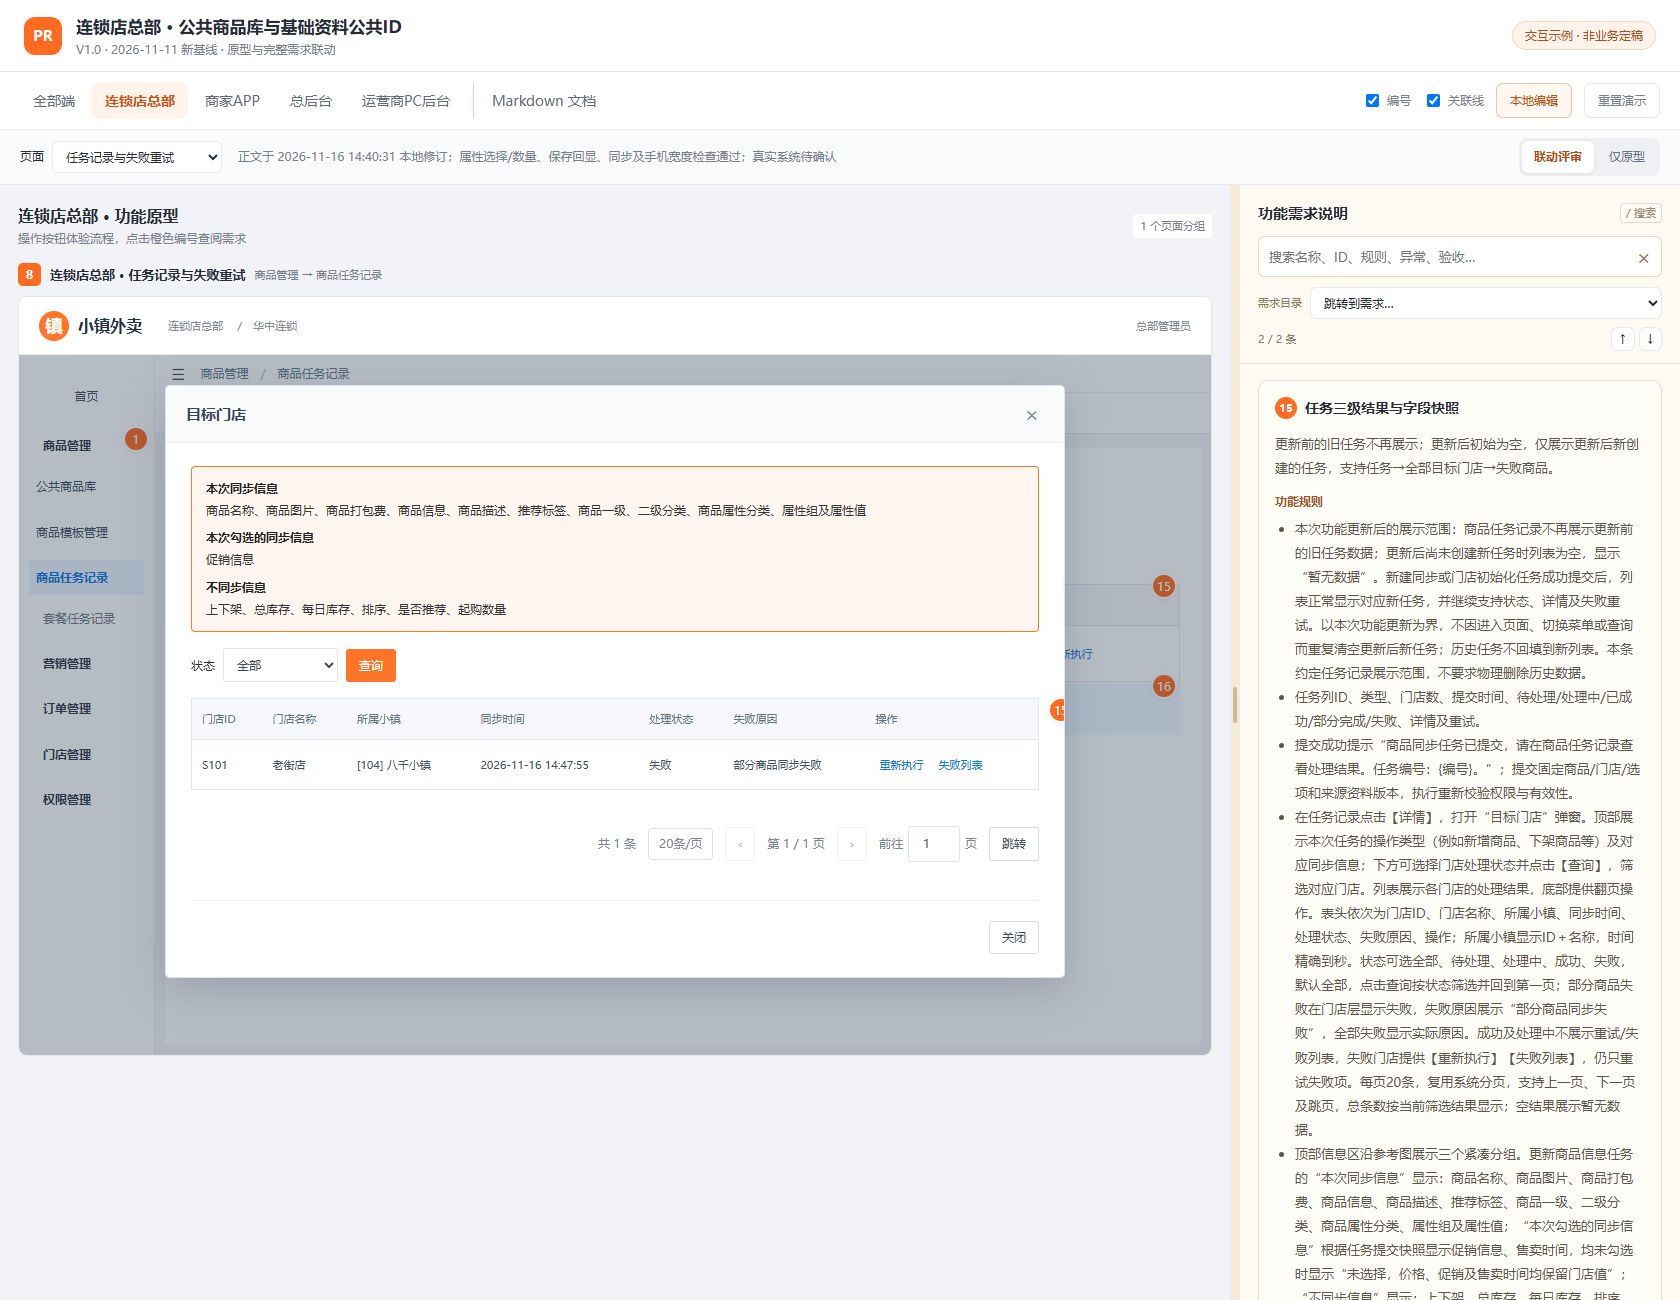 PR
连锁店总部 • 公共商品库与基础资料公共ID
V1.0 · 2026-11-11 新基线 · 原型与完整需求联动
交互示例 · 非业务定稿
全部端
连锁店总部
商家APP
总后台
运营商PC后台
Markdown 文档
编号
关联线
本地编辑
重置演示
页面
任务记录与失败重试
正文于 2026-11-16 14:40:31 本地修订；属性选择/数量、保存回显、同步及手机宽度检查通过；真实系统待确认
联动评审
仅原型
连锁店总部 • 功能原型
操作按钮体验流程，点击橙色编号查阅需求
1 个页面分组
8 连锁店总部 • 任务记录与失败重试 商品管理 → 商品任务记录
镇 小镇外卖 连锁店总部 / 华中连锁
总部管理员
首页
商品管理
1
公共商品库
商品模板管理
商品任务记录
套餐任务记录
营销管理
订单管理
门店管理
权限管理
☰ 商品管理 / 商品任务记录
目标门店
×
本次同步信息
商品名称、商品图片、商品打包费、商品信息、商品描述、推荐标签、商品一级、二级分类、商品属性分类、属性组及属性值
本次勾选的同步信息
促销信息
不同步信息
上下架、总库存、每日库存、排序、是否推荐、起购数量
15
新执行
16
状态 全部 查询
门店ID 门店名称 所属小镇 同步时间 处理状态 失败原因 操作
S101 老街店 [104] 八千小镇 2026-11-16 14:47:55 失败 部分商品同步失败 重新执行 失败列表
共 1 条 20条/页 ‹ 第 1 / 1 页 › 前往 1 页 跳转
关闭
功能需求说明
/ 搜索
搜索名称、ID、规则、异常、验收...
×
需求目录 跳转到需求...
2 / 2 条
↑ ↓
15 任务三级结果与字段快照
更新前的旧任务不再展示；更新后初始为空，仅展示更新后新创
建的任务，支持任务→全部目标门店→失败商品。
功能规则
• 本次功能更新后的展示范围：商品任务记录不再展示更新前
的旧任务数据；更新后尚未创建新任务时列表为空，显示
“暂无数据”。新建同步或门店初始化任务成功提交后，列
表正常显示对应新任务，并继续支持状态、详情及失败重
试。以本次功能更新为界，不因进入页面、切换菜单或查询
而重复清空更新后新任务；历史任务不回填到新列表。本条
约定任务记录展示范围，不要求物理删除历史数据。
• 任务列ID、类型、门店数、提交时间、待处理/处理中/已成
功/部分完成/失败、详情及重试。
• 提交成功提示“商品同步任务已提交，请在商品任务记录查
看处理结果。任务编号：{编号}。”；提交固定商品/门店/选
项和来源资料版本，执行重新校验权限与有效性。
• 在任务记录点击【详情】，打开“目标门店”弹窗。顶部展
示本次任务的操作类型（例如新增商品、下架商品等）及对
应同步信息；下方可选择门店处理状态并点击【查询】，筛
选对应门店。列表展示各门店的处理结果，底部提供翻页操
作。表头依次为门店ID、门店名称、所属小镇、同步时间、
处理状态、失败原因、操作；所属小镇显示ID＋名称，时间
精确到秒。状态可选全部、待处理、处理中、成功、失败，
默认全部，点击查询按状态筛选并回到第一页；部分商品失
败在门店层显示失败，失败原因展示“部分商品同步失
败”，全部失败显示实际原因。成功及处理中不展示重试/失
败列表，失败门店提供【重新执行】【失败列表】，仍只重
试失败项。每页20条，复用系统分页，支持上一页、下一页
及跳页，总条数按当前筛选结果显示；空结果展示暂无数
据。
• 顶部信息区沿参考图展示三个紧凑分组。更新商品信息任务
的“本次同步信息”显示：商品名称、商品图片、商品打包
费、商品信息、商品描述、推荐标签、商品一级、二级分
类、商品属性分类、属性组及属性值；“本次勾选的同步信
息”根据任务提交快照显示促销信息、售卖时间，均未勾选
时显示“未选择，价格、促销及售卖时间均保留门店值”；
“不同步信息”显示：上下架、总库存、每日库存、排序、